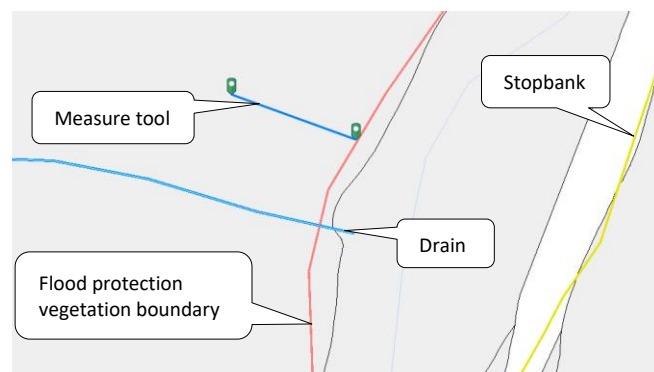 Stopbank
Measure tool
Drain
Flood protection
vegetation boundary